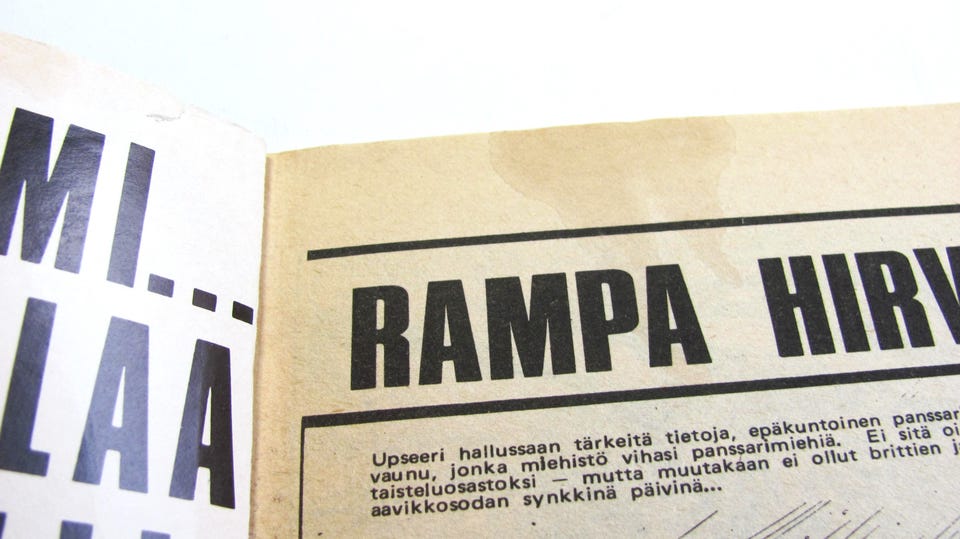 MI...
LAA
RAMPA HIRV
Upseeri hallussaan tärkeitä tietoja, epäkuntoinen panssar
vaunu, jonka miehistö vihasi panssarimiehiä. Ei sitä oi
taisteluosastoksi — mutta muutakaan ei ollut brittien j
aavikkosodan synkkinä päivinä...